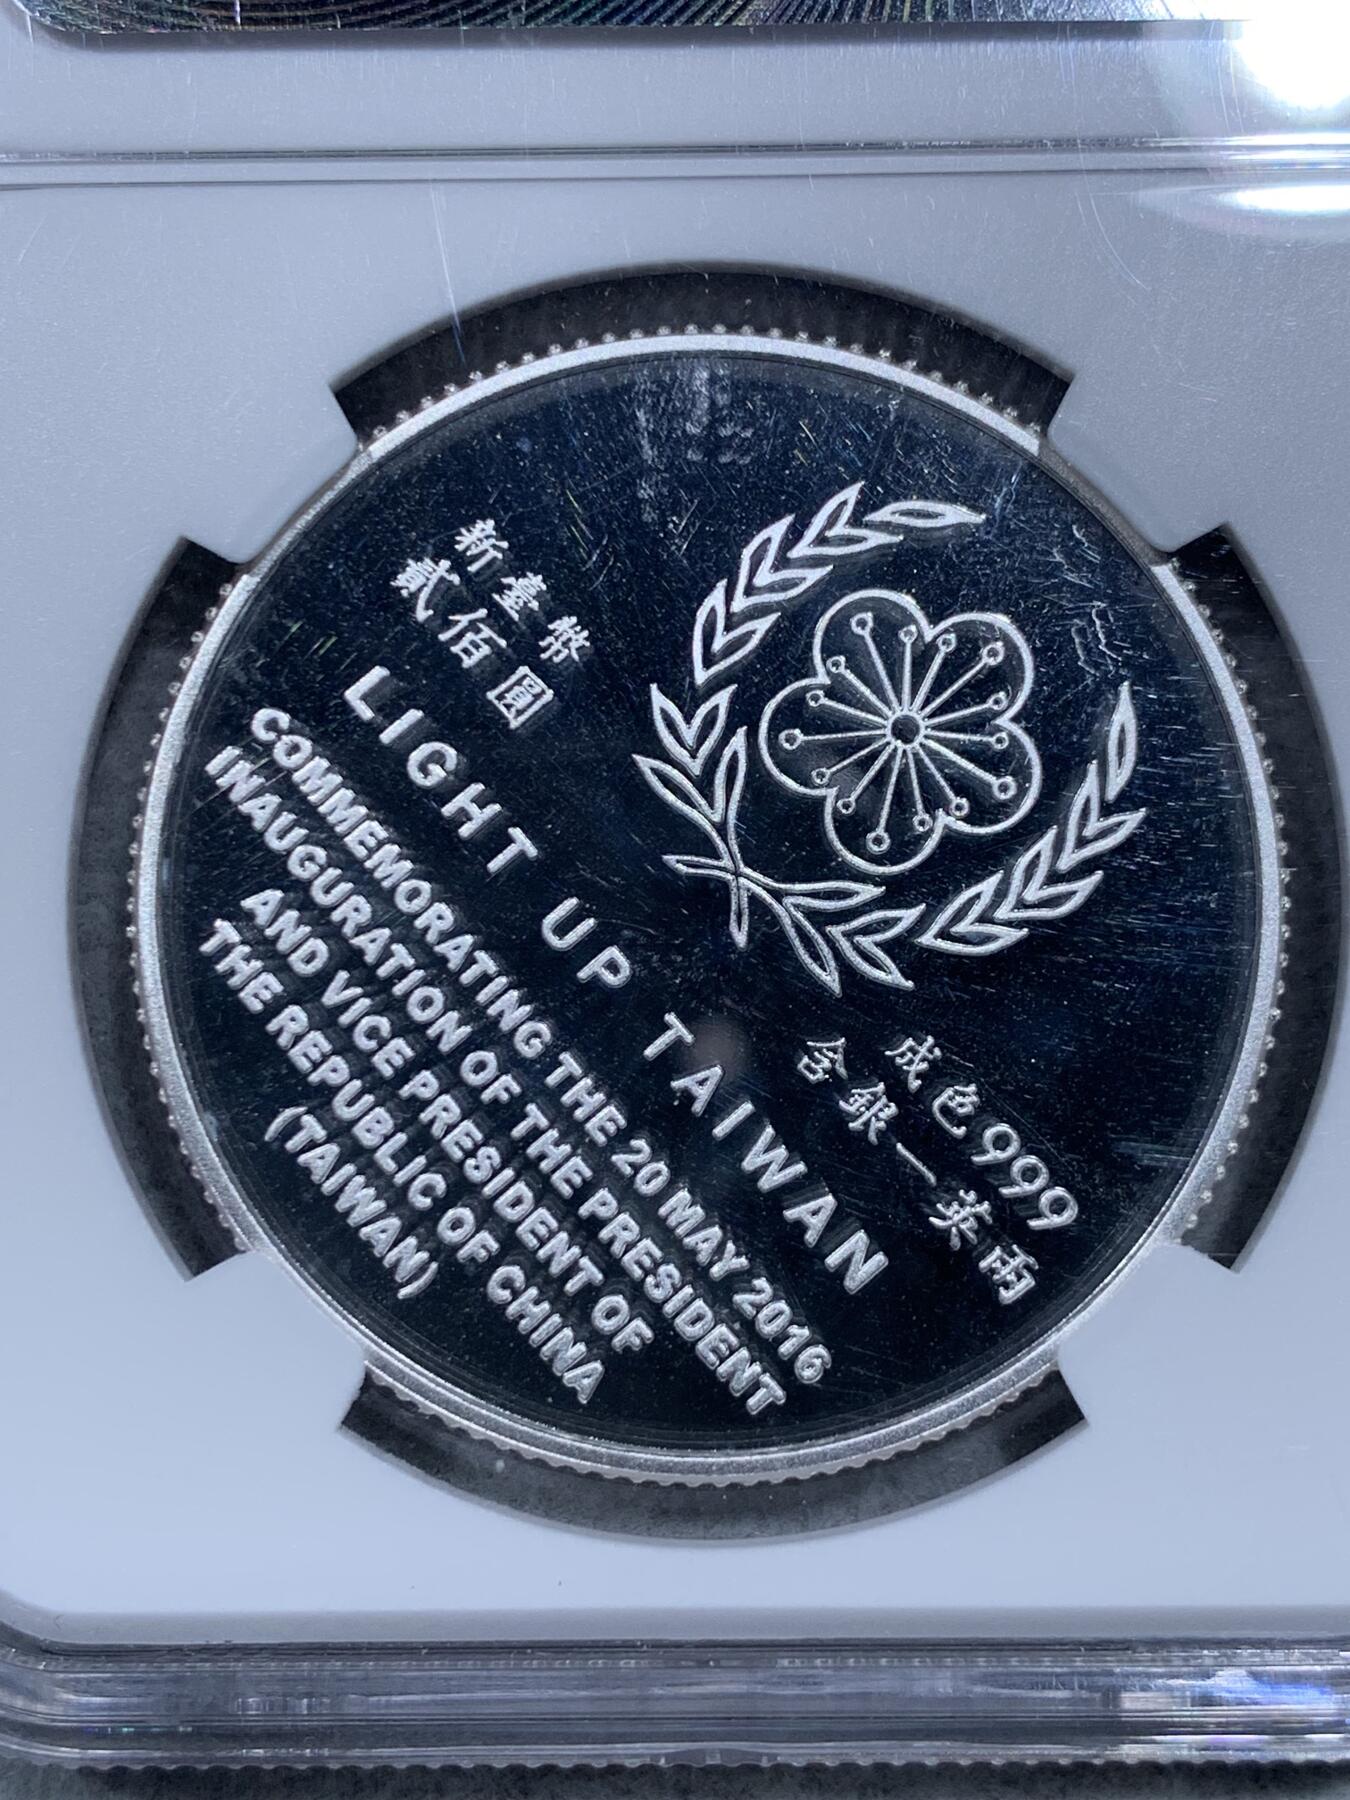 新臺幣
貳佰圓
LIGHT UP TAIWAN
COMMEMORATING THE 20 MAY 2016
INAUGURATION OF THE PRESIDENT
AND VICE PRESIDENT OF
THE REPUBLIC OF CHINA
(TAIWAN)
成色999
含銀一英兩